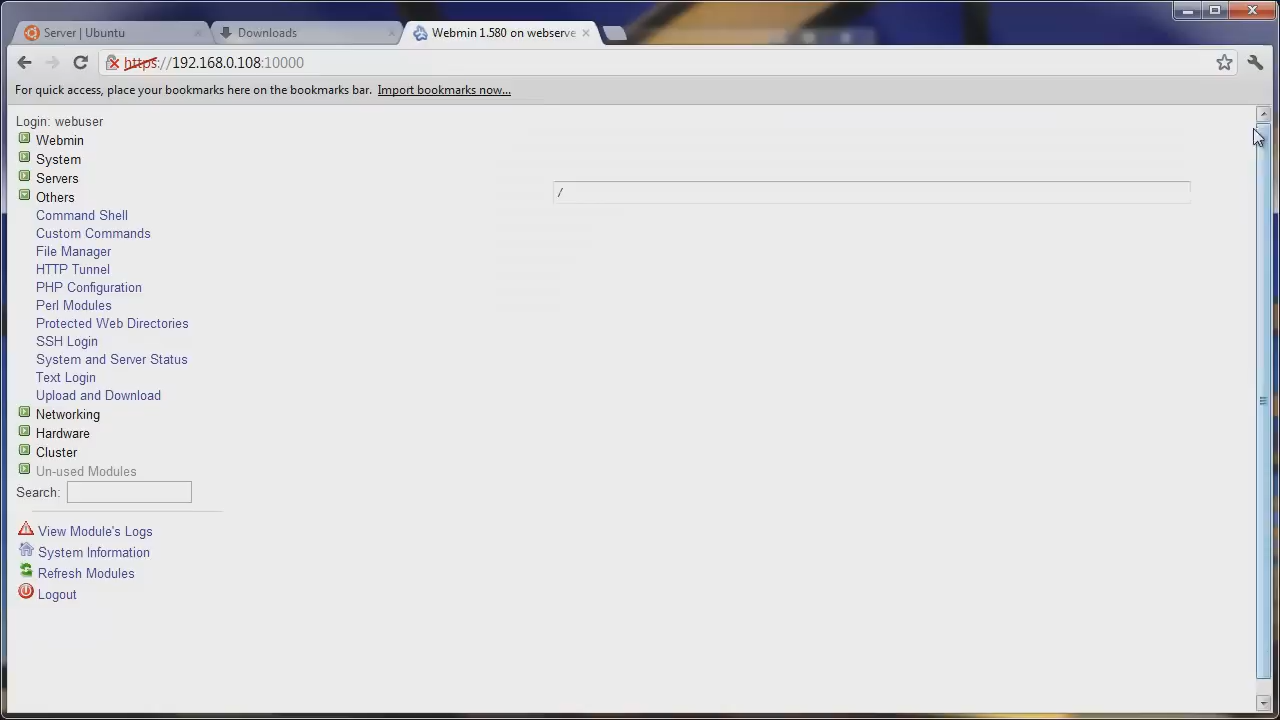 Server | Ubuntu
Downloads
Webmin 1.580 on webserve
https://192.168.0.108:10000
For quick access, place your bookmarks here on the bookmarks bar. Import bookmarks now...
Login: webuser
Webmin
System
Servers
Others
Command Shell
Custom Commands
File Manager
HTTP Tunnel
PHP Configuration
Perl Modules
Protected Web Directories
SSH Login
System and Server Status
Text Login
Upload and Download
Networking
Hardware
Cluster
Un-used Modules
Search:
View Module's Logs
System Information
Refresh Modules
Logout
/